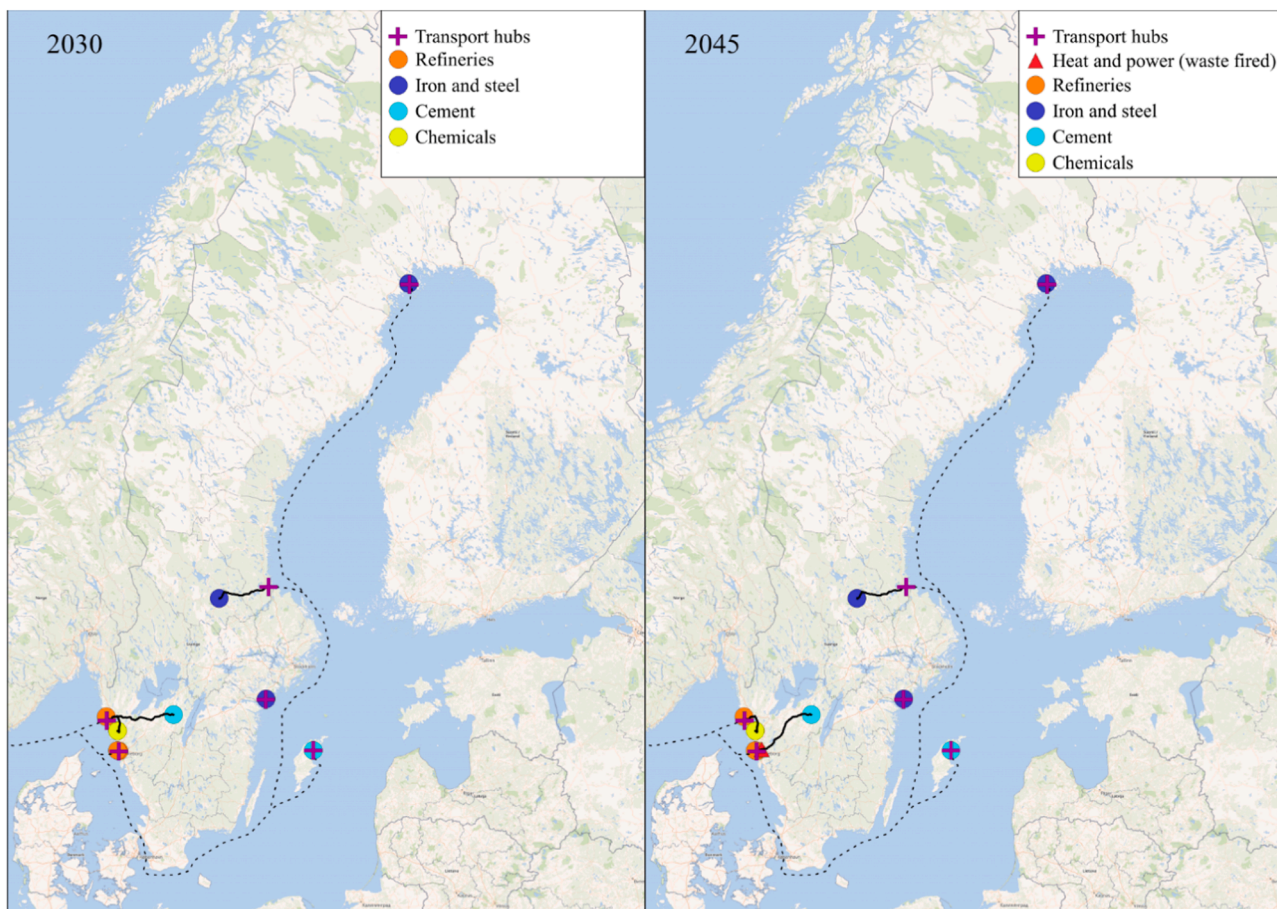 2030
Transport hubs
Refineries
Iron and steel
Cement
Chemicals
2045
Transport hubs
Heat and power (waste fired)
Refineries
Iron and steel
Cement
Chemicals